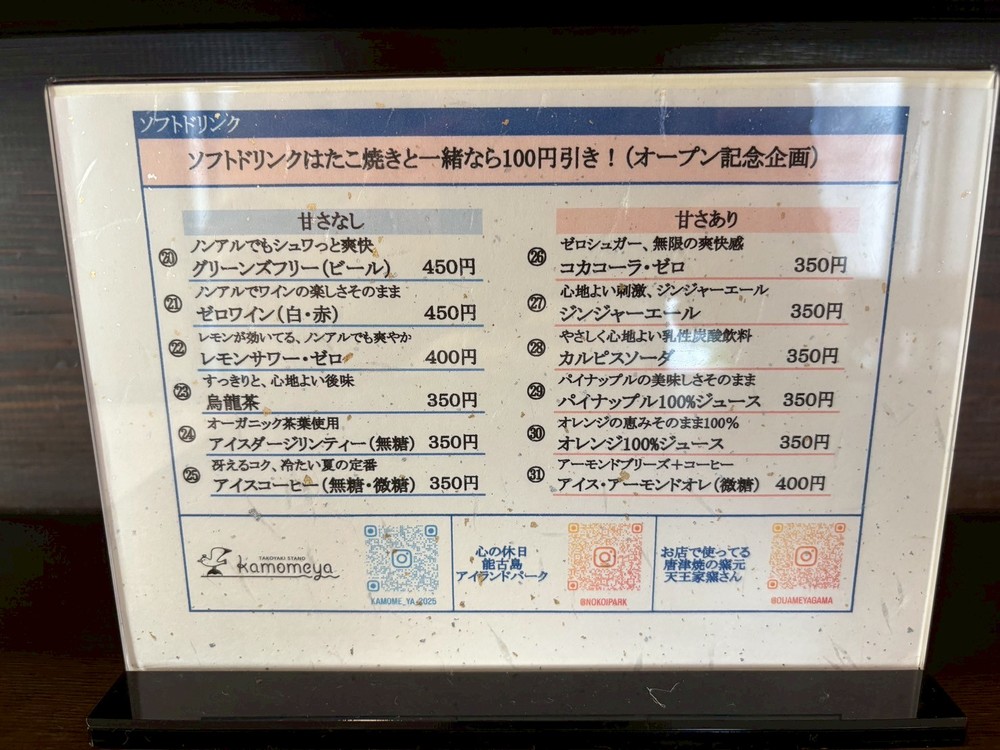 ソフトドリンク
ソフトドリンクはたこ焼きと一緒なら100円引き！（オープン記念企画）
甘さなし
⑳ ノンアルでもシュワっと爽快
グリーンズフリー（ビール） 450円
㉑ ノンアルでワインの楽しさそのまま
ゼロワイン（白・赤） 450円
㉒ レモンが効いてる、ノンアルでも爽やか
レモンサワー・ゼロ 400円
㉓ すっきりと、心地よい後味
烏龍茶 350円
㉔ オーガニック茶葉使用
アイスダージリンティー（無糖） 350円
㉕ 冴えるコク、冷たい夏の定番
アイスコーヒー（無糖・微糖） 350円
甘さあり
㉖ ゼロシュガー、無限の爽快感
コカコーラ・ゼロ 350円
㉗ 心地よい刺激、ジンジャーエール
ジンジャーエール 350円
㉘ やさしく心地よい乳性炭酸飲料
カルピスソーダ 350円
㉙ パイナップルの美味しさそのまま
パイナップル100%ジュース 350円
㉚ オレンジの恵みそのまま100%
オレンジ100%ジュース 350円
㉛ アーモンドブリーズ＋コーヒー
アイス・アーモンドオレ（微糖） 400円
TAKOYAKI STAND
kamomeya
KAMOME_YA_2025
心の休日
能古島
アイランドパーク
@NOKOIPARK
お店で使ってる
唐津焼の窯元
天王家窯さん
@OUAMEYAGAMA